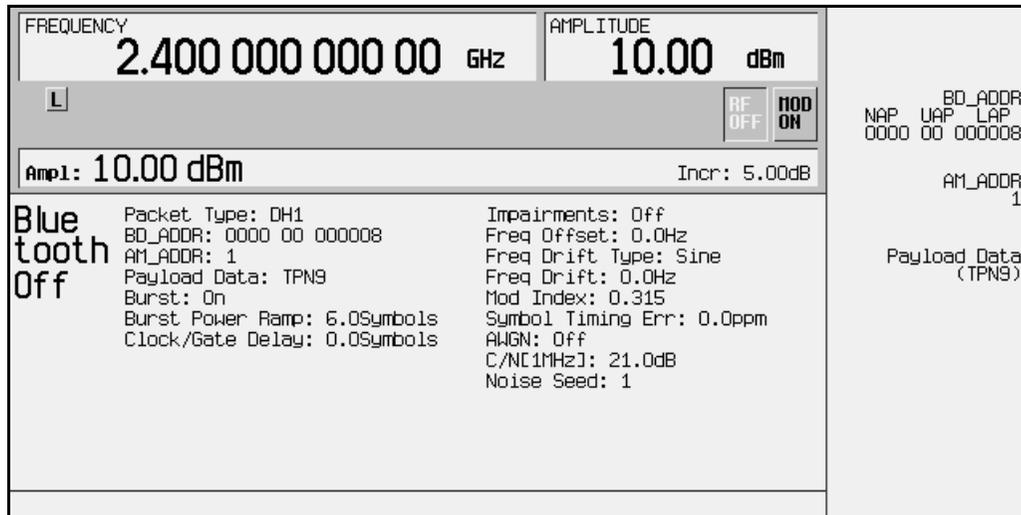 FREQUENCY
2.400 000 000 00 GHz
AMPLITUDE
10.00 dBm
L
RF OFF
MOD ON
Ampl: 10.00 dBm
Incr: 5.00dB
Blue
tooth
Off
Packet Type: DH1
BD_ADDR: 0000 00 000008
AM_ADDR: 1
Payload Data: TPN9
Burst: On
Burst Power Ramp: 6.0Symbols
Clock/Gate Delay: 0.0Symbols
Impairments: Off
Freq Offset: 0.0Hz
Freq Drift Type: Sine
Freq Drift: 0.0Hz
Mod Index: 0.315
Symbol Timing Err: 0.0ppm
AWGN: Off
C/N[1MHz]: 21.0dB
Noise Seed: 1
BD_ADDR
NAP UAP LAP
0000 00 000008
AM_ADDR
1
Payload Data
(TPN9)